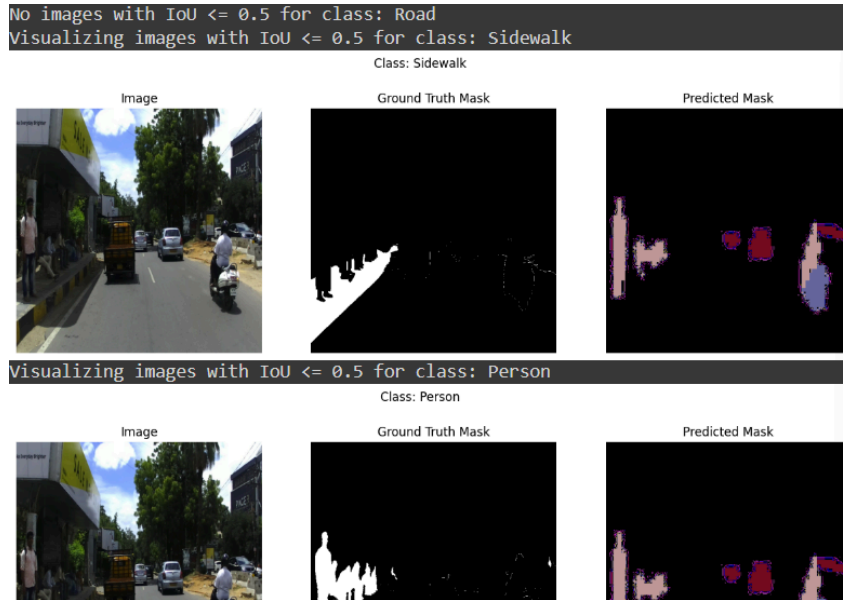 No images with IoU <= 0.5 for class: Road
Visualizing images with IoU <= 0.5 for class: Sidewalk
Class: Sidewalk
Image Ground Truth Mask Predicted Mask
Visualizing images with IoU <= 0.5 for class: Person
Class: Person
Image Ground Truth Mask Predicted Mask